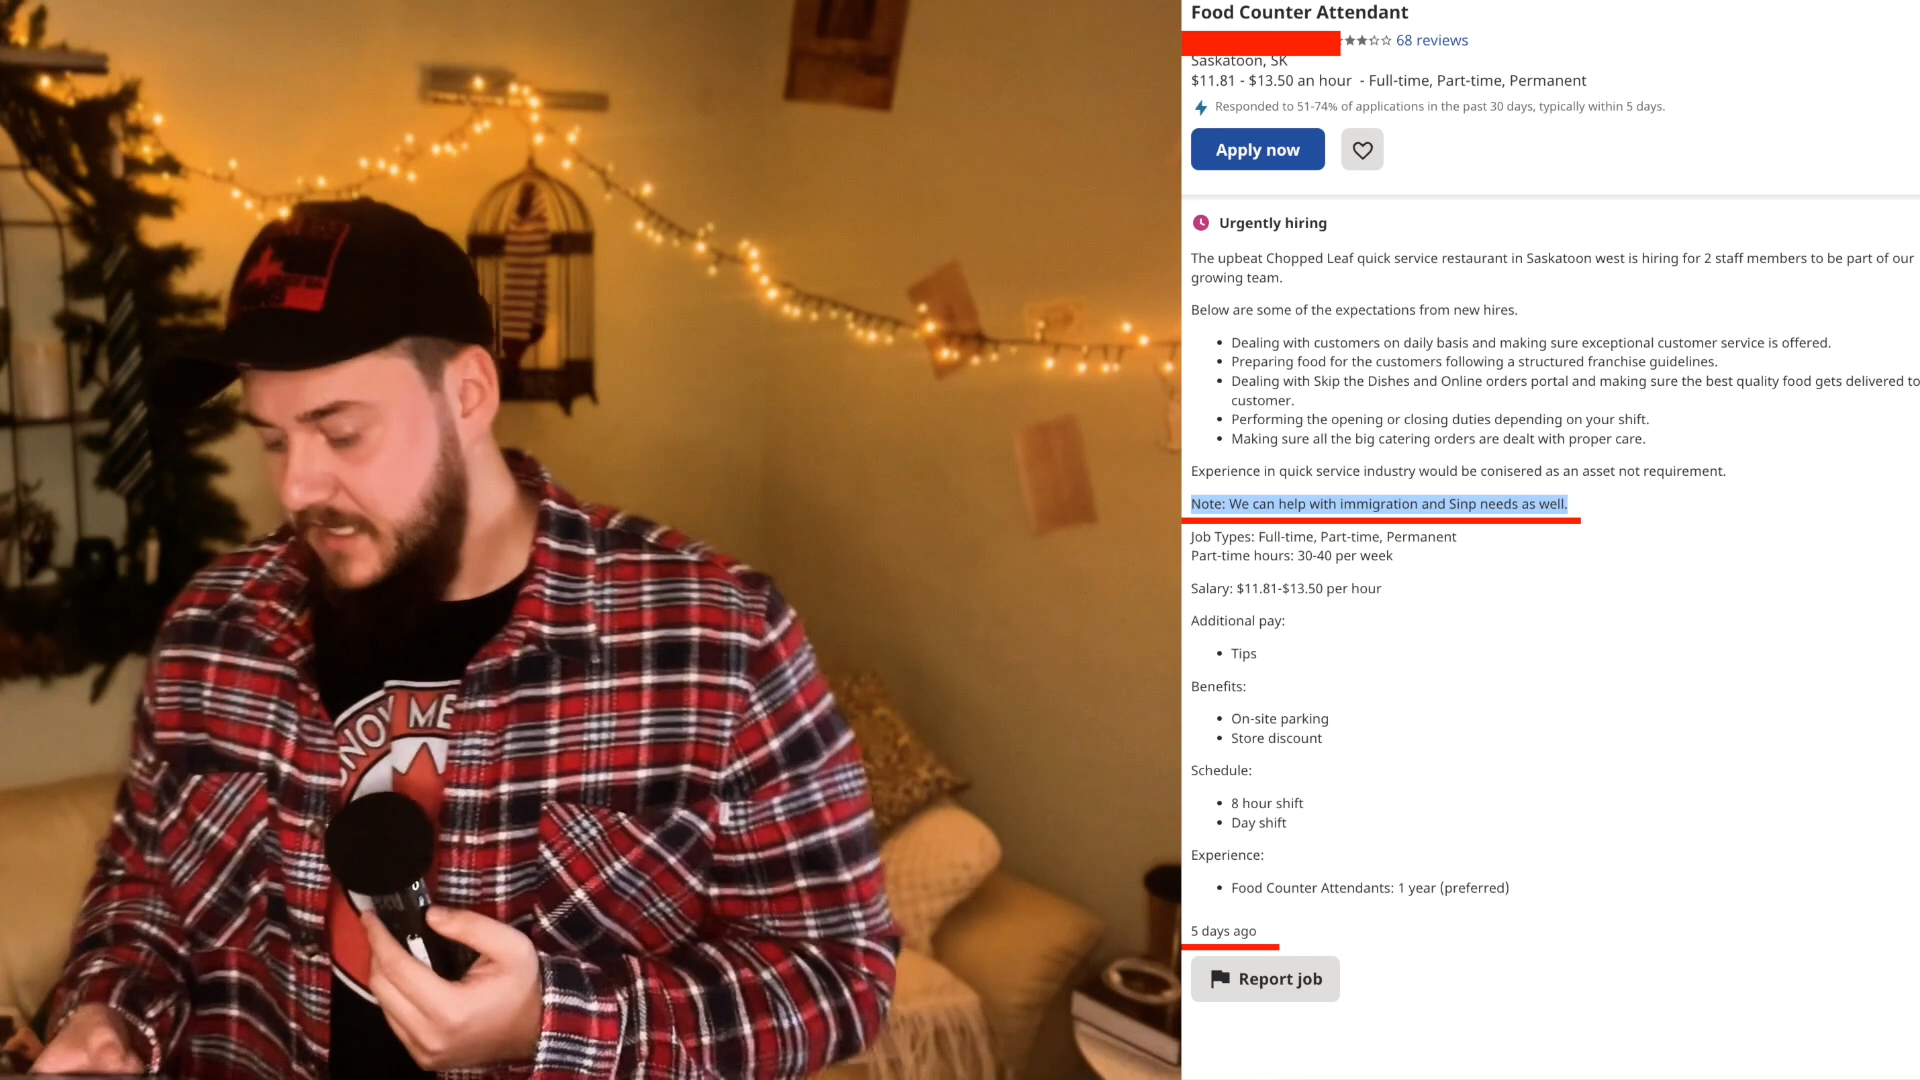 Food Counter Attendant
68 reviews
Saskatoon, SK
$11.81 - $13.50 an hour - Full-time, Part-time, Permanent
Responded to 51-74% of applications in the past 30 days, typically within 5 days.
Apply now
Urgently hiring
The upbeat Chopped Leaf quick service restaurant in Saskatoon west is hiring for 2 staff members to be part of our
growing team.
Below are some of the expectations from new hires.
• Dealing with customers on daily basis and making sure exceptional customer service is offered.
• Preparing food for the customers following a structured franchise guidelines.
• Dealing with Skip the Dishes and Online orders portal and making sure the best quality food gets delivered to
customer.
• Performing the opening or closing duties depending on your shift.
• Making sure all the big catering orders are dealt with proper care.
Experience in quick service industry would be conisered as an asset not requirement.
Note: We can help with immigration and Sinp needs as well.
Job Types: Full-time, Part-time, Permanent
Part-time hours: 30-40 per week
Salary: $11.81-$13.50 per hour
Additional pay:
• Tips
Benefits:
• On-site parking
• Store discount
Schedule:
• 8 hour shift
• Day shift
Experience:
• Food Counter Attendants: 1 year (preferred)
5 days ago
Report job
ME